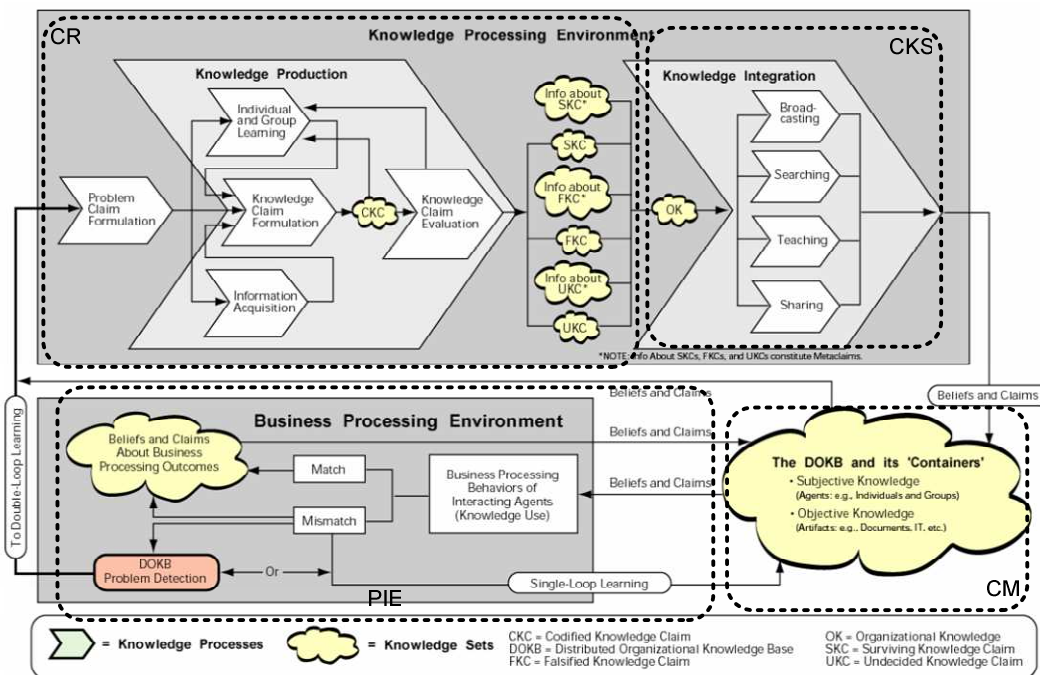 CR
Knowledge Processing Environment
CKS
Knowledge Production
Knowledge Integration
Individual
and Group
Learning
Info about
SKC*
Broad-
casting
SKC
Searching
Problem
Claim
Formulation
Knowledge
Claim
Formulation
CKC
Knowledge
Claim
Evaluation
Info about
FKC*
OK
FKC
Teaching
Information
Acquisition
Info about
UKC*
Sharing
UKC
*NOTE: Info About SKCs, FKCs, and UKCs constitute Metaclaims.
Beliefs and Claims
Beliefs and Claims
To Double-Loop Learning
Business Processing Environment
Beliefs and Claims
About Business
Processing Outcomes
Beliefs and Claims
Match
Business Processing
Behaviors of
Interacting Agents
(Knowledge Use)
Beliefs and Claims
The DOKB and its 'Containers'
• Subjective Knowledge
(Agents: e.g., Individuals and Groups)
• Objective Knowledge
(Artifacts: e.g., Documents. IT. etc.)
Mismatch
DOKB
Problem Detection
Or
Single-Loop Learning
PIE
CM
= Knowledge Processes
= Knowledge Sets
CKC = Codified Knowledge Claim
DOKB = Distributed Organizational Knowledge Base
FKC = Falsified Knowledge Claim
OK = Organizational Knowledge
SKC = Surviving Knowledge Claim
UKC = Undecided Knowledge Claim